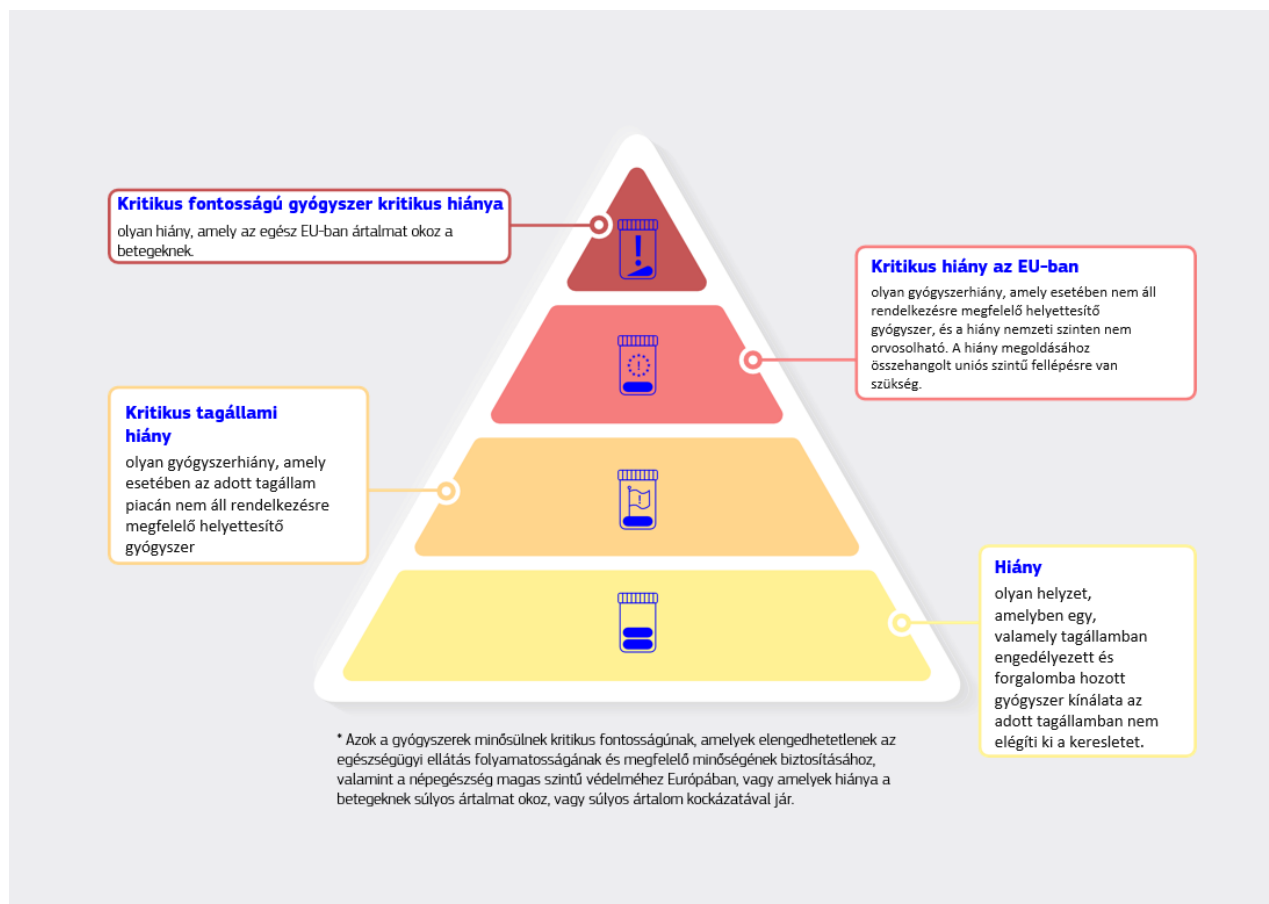 Kritikus fontosságú gyógyszer kritikus hiánya
olyan hiány, amely az egész EU-ban ártalmat okoz a
betegeknek.
Kritikus hiány az EU-ban
olyan gyógyszerhiány, amely esetében nem áll
rendelkezésre megfelelő helyettesítő
gyógyszer, és a hiány nemzeti szinten nem
orvosolható. A hiány megoldásához
összehangolt uniós szintű fellépésre van
szükség.
Kritikus tagállami
hiány
olyan gyógyszerhiány, amely
esetében az adott tagállam
piacán nem áll rendelkezésre
megfelelő helyettesítő
gyógyszer
Hiány
olyan helyzet,
amelyben egy,
valamely tagállamban
engedélyezett és
forgalomba hozott
gyógyszer kínálata az
adott tagállamban nem
elégíti ki a keresletet.
* Azok a gyógyszerek minősülnek kritikus fontosságúnak, amelyek elengedhetetlenek az
egészségügyi ellátás folyamatosságának és megfelelő minőségének biztosításához,
valamint a népegészség magas szintű védelméhez Európában, vagy amelyek hiánya a
betegeknek súlyos ártalmat okoz, vagy súlyos ártalom kockázatával jár.